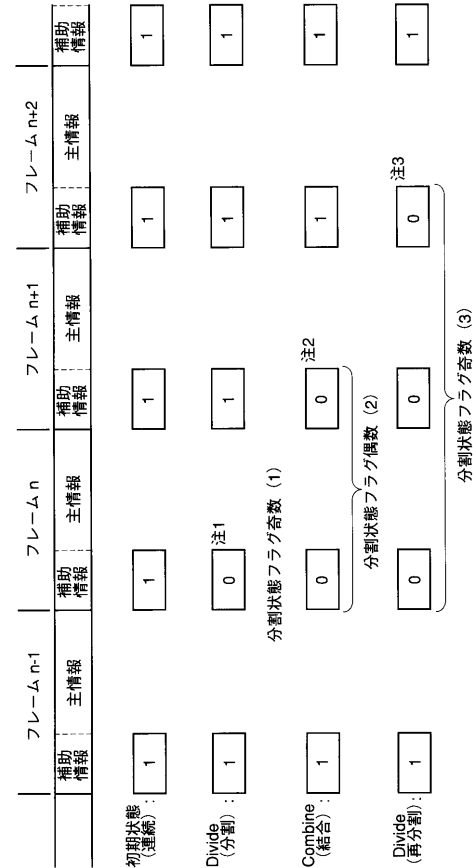 フレーム n-1 フレーム n フレーム n+1 フレーム n+2
補助情報 主情報 補助情報 主情報 補助情報 主情報 補助情報 主情報 補助情報
初期状態
(連続) : 1 1 1 1 1
Divide
(分割) : 1 0 注1 1 1 1
分割状態フラグ奇数 (1)
Combine
(結合) : 1 0 0 注2 1 1
分割状態フラグ偶数 (2)
Divide
(再分割) : 1 0 0 0 注3 1
分割状態フラグ奇数 (3)